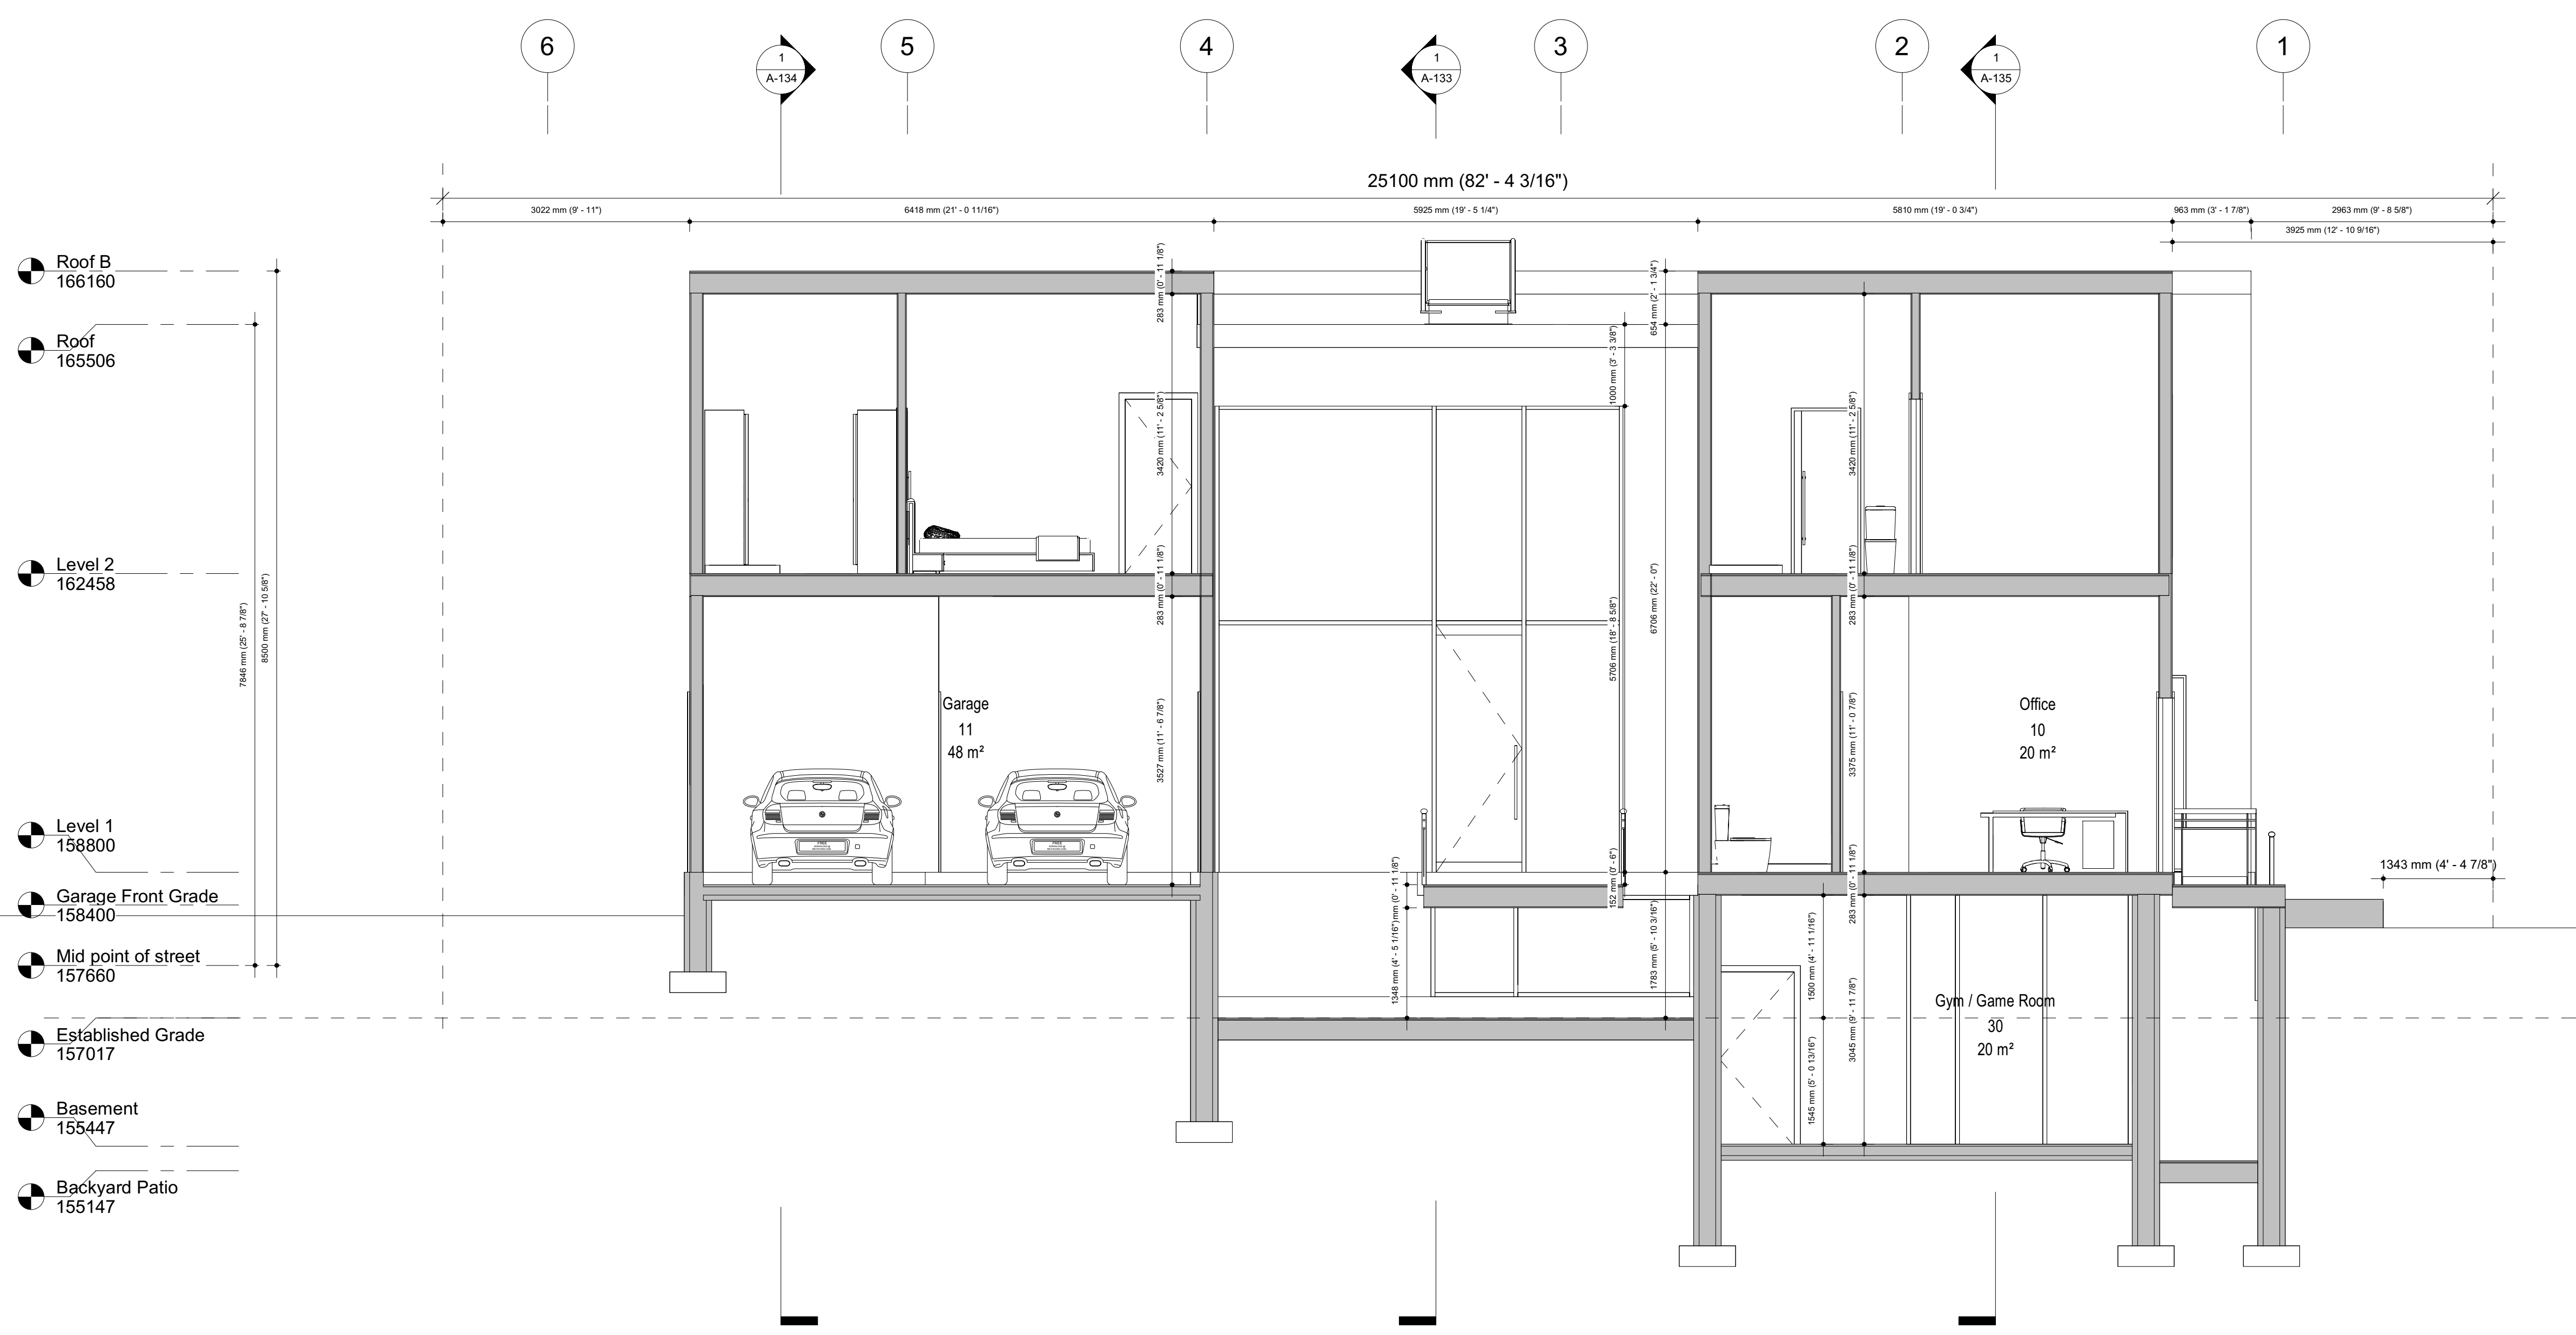 6
5
4
3
2
1
1
A-134
1
A-133
1
A-135
25100 mm (82' - 4 3/16")
3022 mm (9' - 11")
6418 mm (21' - 0 11/16")
5925 mm (19' - 5 1/4")
5810 mm (19' - 0 3/4")
963 mm (3' - 1 7/8")
2963 mm (9' - 8 5/8")
3925 mm (12' - 10 9/16")
Roof B
166160
Roof
165506
Level 2
162458
Level 1
158800
Garage Front Grade
158400
Mid point of street
157660
Established Grade
157017
Basement
155447
Backyard Patio
155147
7846 mm (25' - 8 7/8")
8500 mm (27' - 10 5/8")
283 mm (0' - 11 1/8")
3420 mm (11' - 2 5/8")
283 mm (0' - 11 1/8")
3527 mm (11' - 6 7/8")
Garage
11
48 m²
FREE
FREE
1348 mm (4' - 5 1/16")
mm (0' - 11 1/8")
1000 mm (3' - 3 3/8")
5706 mm (18' - 8 5/8")
152 mm (0' - 6")
654 mm (2' - 1 3/4")
6706 mm (22' - 0")
1783 mm (5' - 10 3/16")
3420 mm (11' - 2 5/8")
283 mm (0' - 11 1/8")
3375 mm (11' - 0 7/8")
283 mm (0' - 11 1/8")
3045 mm (9' - 11 7/8")
1500 mm (4' - 11 1/16")
1545 mm (5' - 0 13/16")
Office
10
20 m²
Gym / Game Room
30
20 m²
1343 mm (4' - 4 7/8")